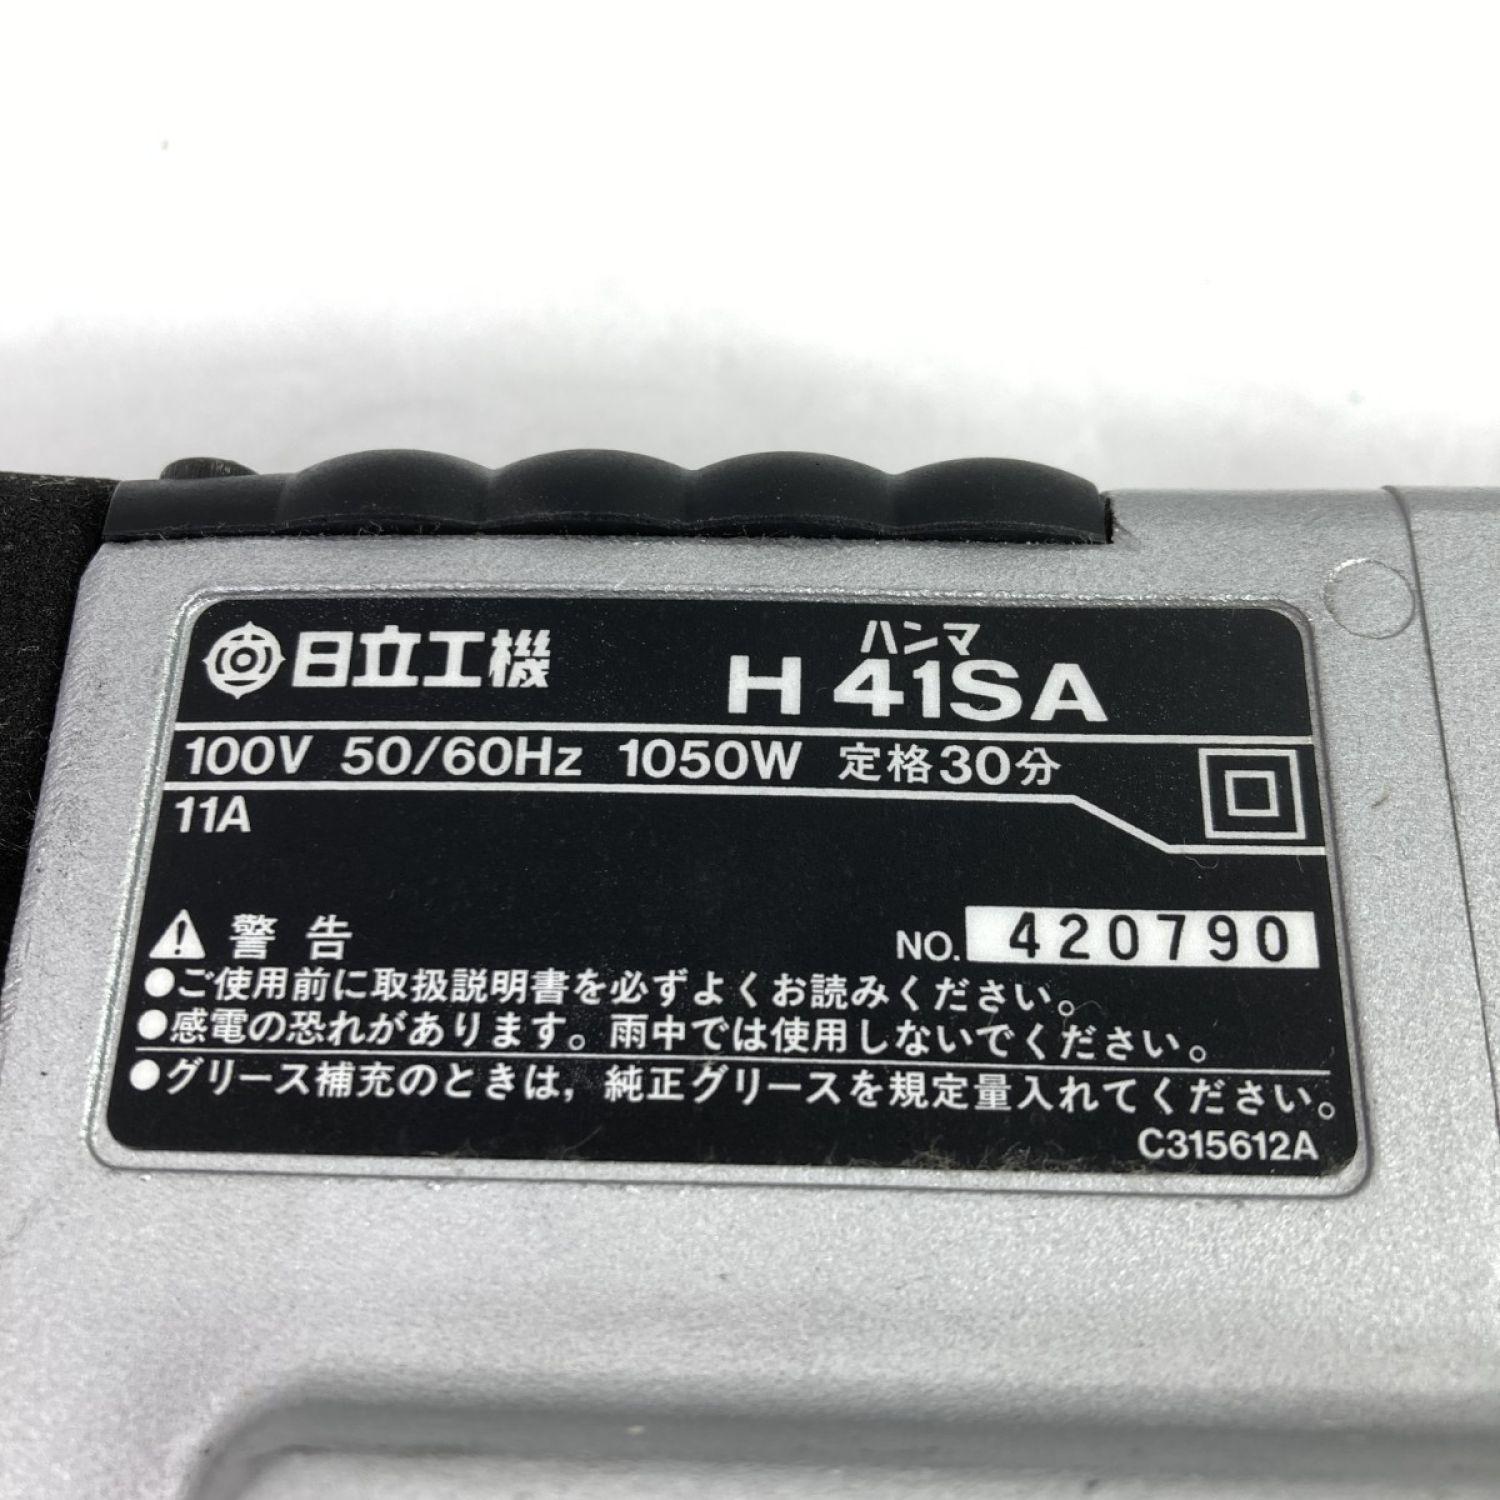 日立工機
ハンマ
H 41SA
100V 50/60Hz 1050W 定格30分
11A
警告
NO. 420790
●ご使用前に取扱説明書を必ずよくお読みください。
●感電の恐れがあります。雨中では使用しないでください。
●グリース補充のときは,純正グリースを規定量入れてください。
C315612A